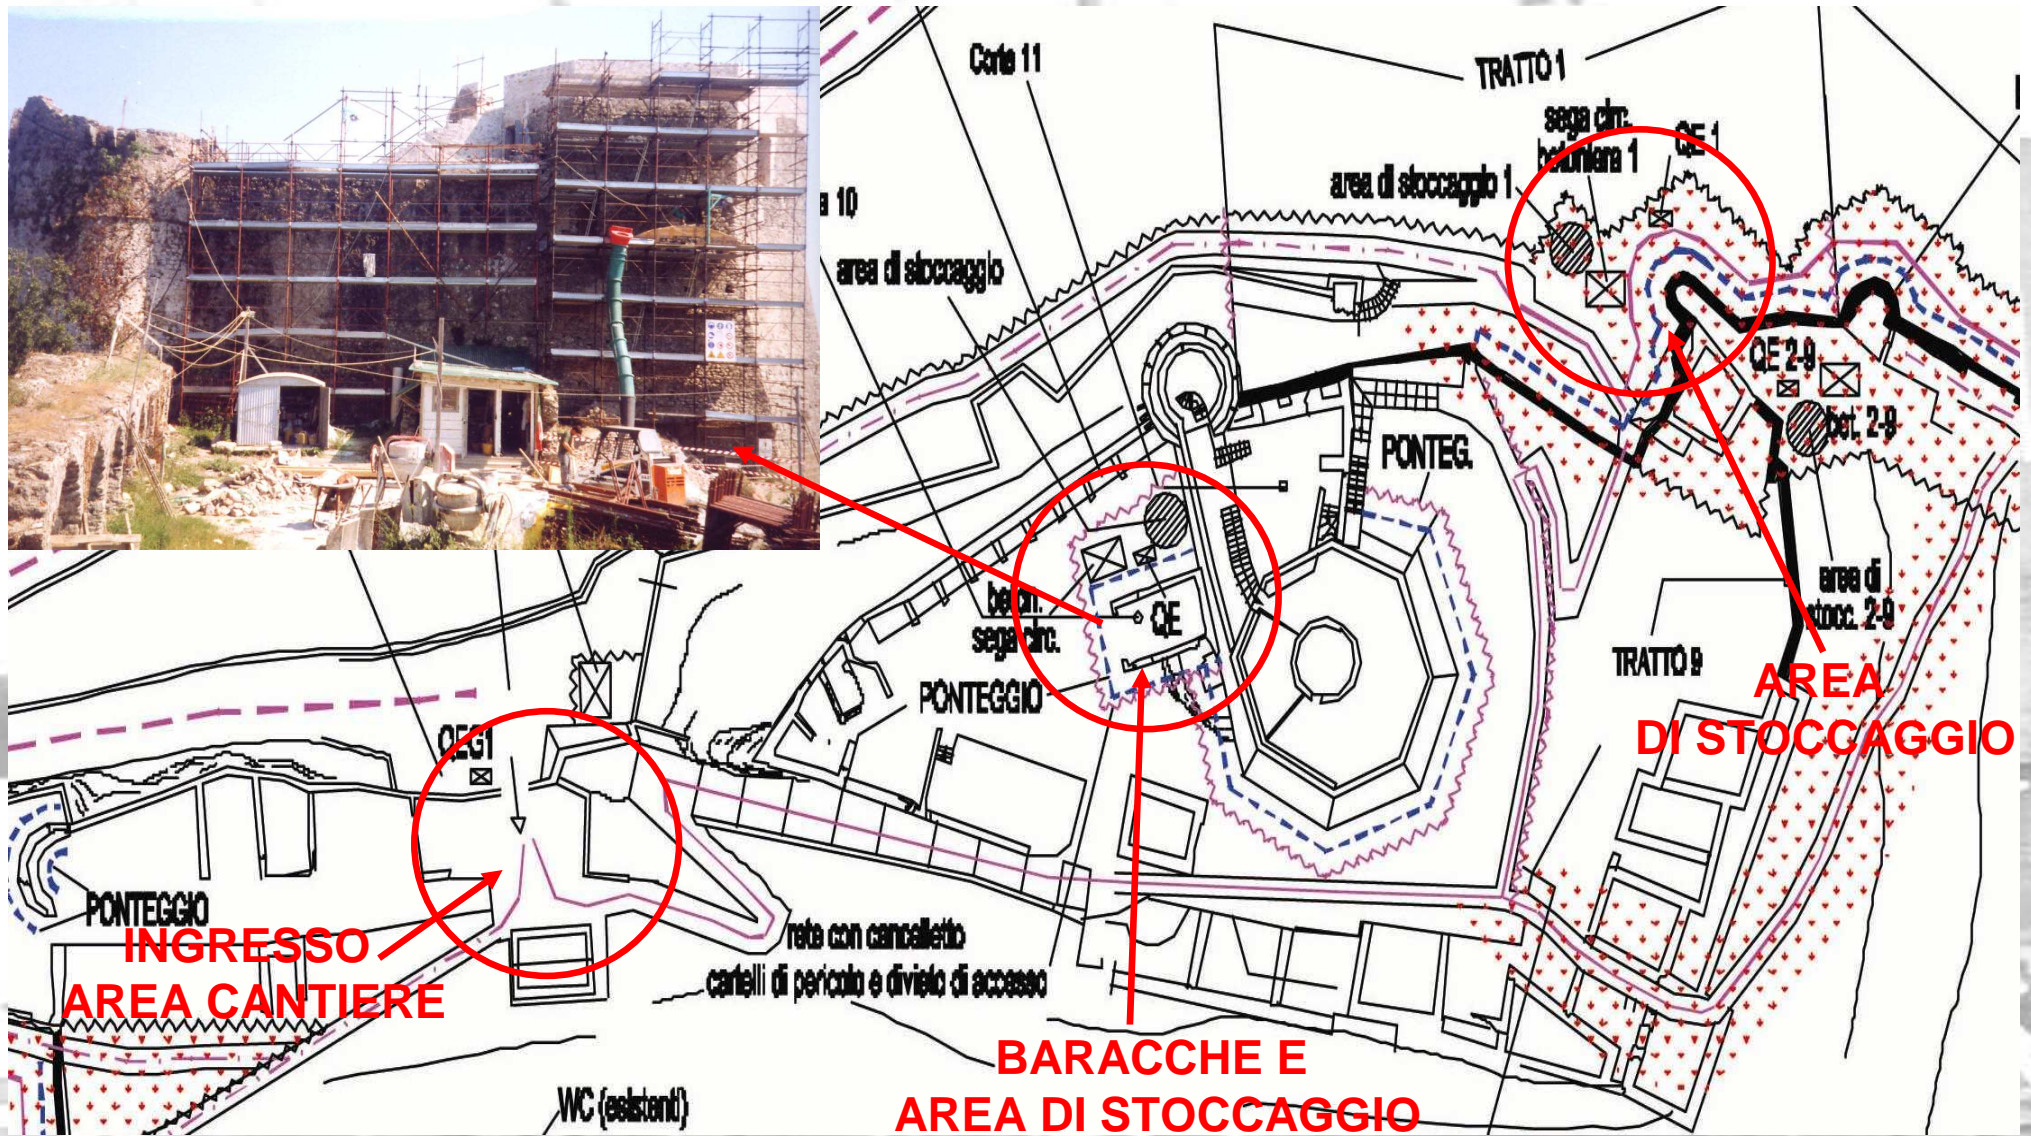 Corte 11
TRATTO 1
sega circ.
betoniera 1
QE 1
area di stoccaggio 1
a 10
area di stoccaggio
QE 2-9
bet. 2-9
PONTEG.
area di
stocc. 2-9
QE
sega circ.
TRATTO 9
PONTEGGIO
AREA
DI STOCCAGGIO
QEG1
PONTEGGIO
INGRESSO
AREA CANTIERE
rete con cancelletto
cartelli di pericolo e divieto di accesso
BARACCHE E
AREA DI STOCCAGGIO
WC (esistenti)